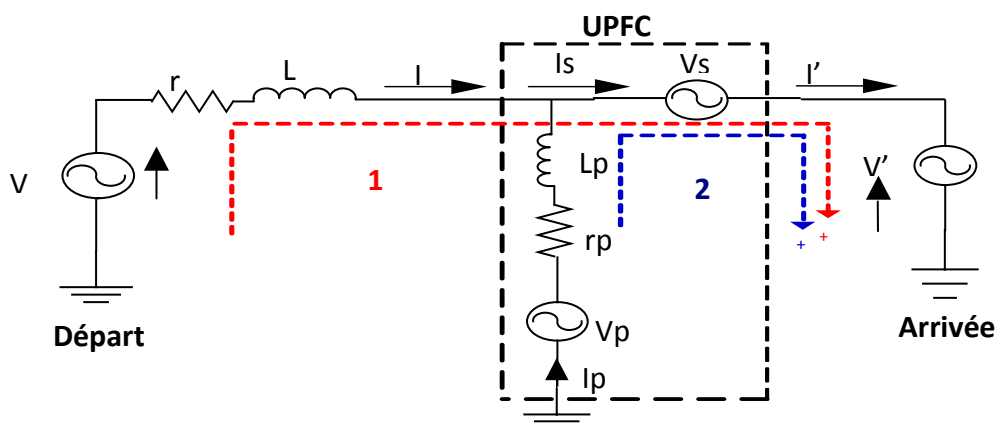 UPFC
r
L
I
Is
Vs
I’
V
1
Lp
2
V’
rp
+
+
Départ
Vp
Arrivée
Ip